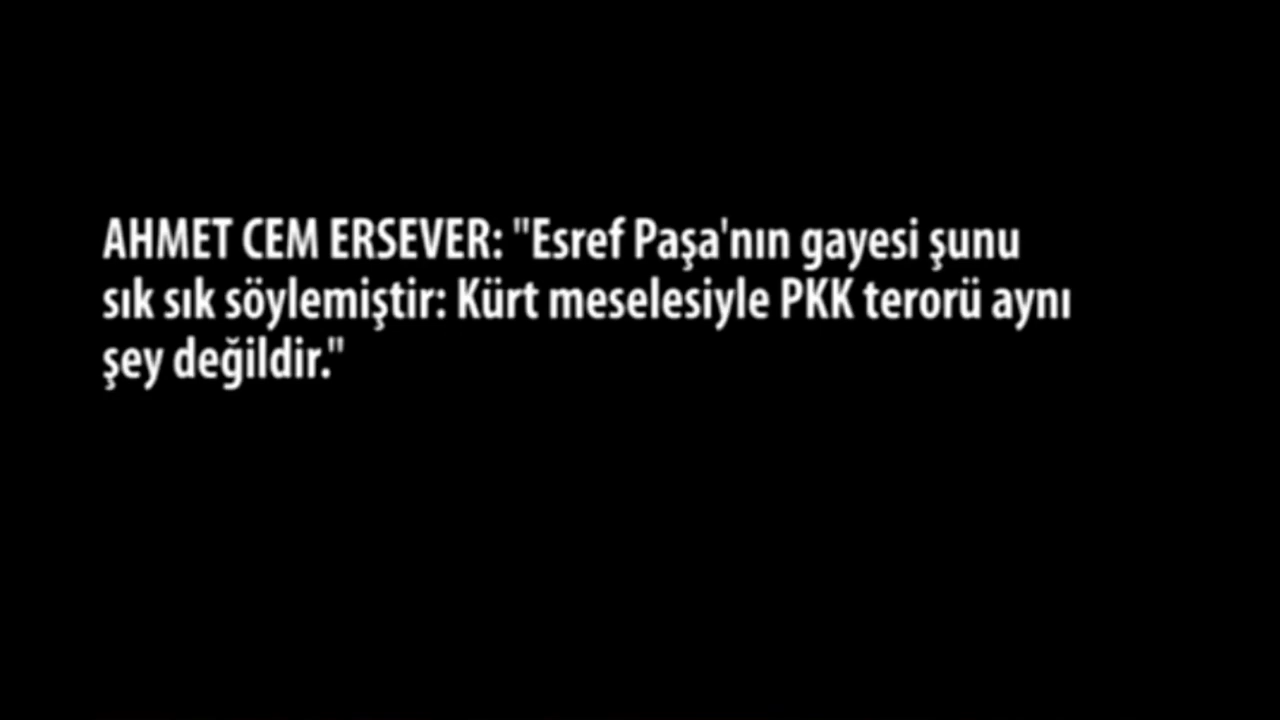 AHMET CEM ERSEVER: "Esref Paşa'nın gayesi şunu
sık sık söylemiştir: Kürt meselesiyle PKK terorü aynı
şey değildir."